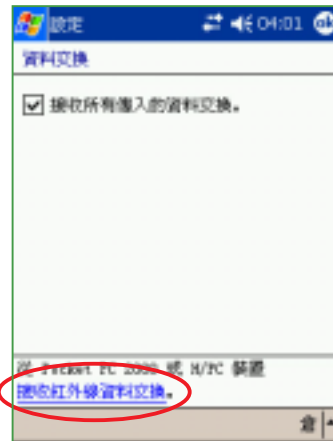 設定 04:01 ok
資料交換
接收所有傳入的資料交換。
從 Pocket PC 2000 或 H/PC 裝置
接收紅外線資料交換。
倉